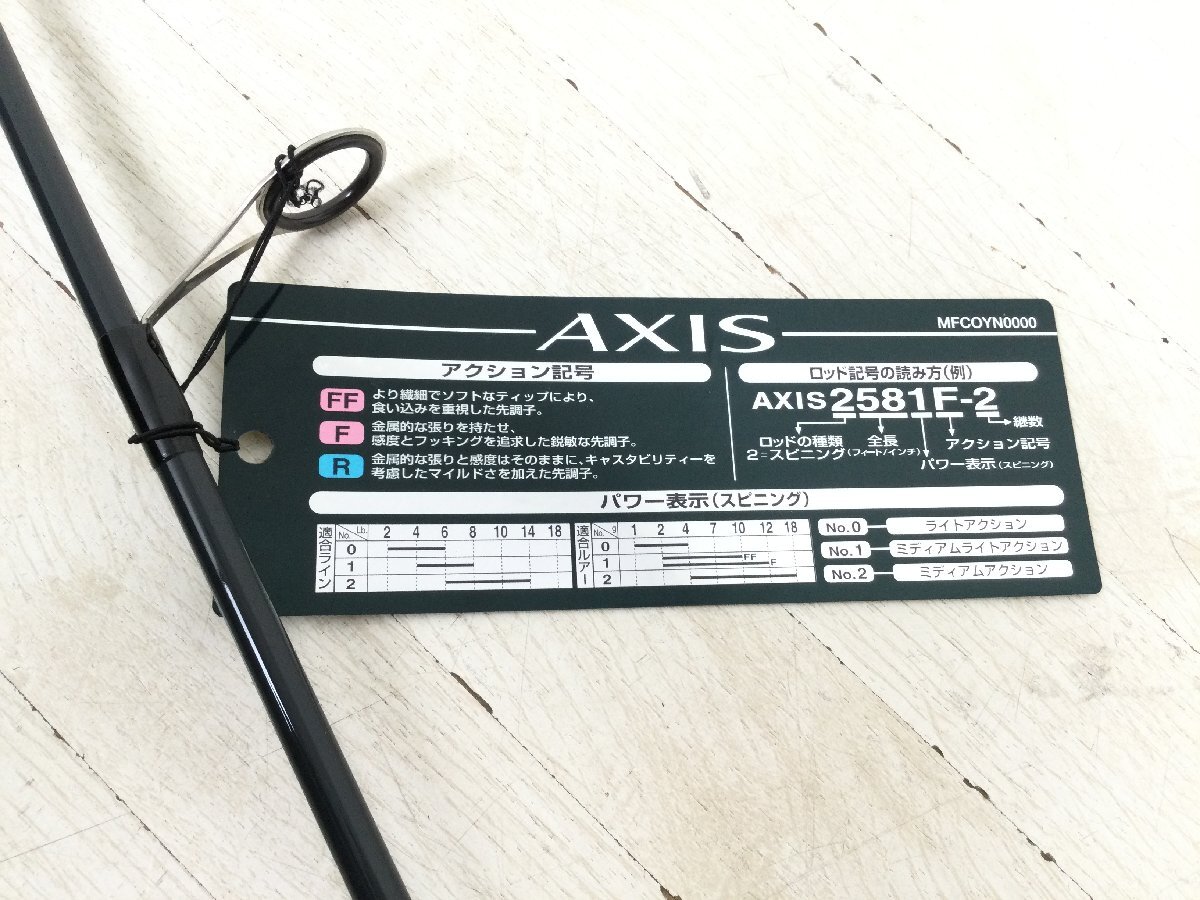 AXIS
MFCOYN0000
アクション記号
FF より繊細でソフトなティップにより、
食い込みを重視した先調子。
F 金属的な張りを持たせ、
感度とフッキングを追求した鋭敏な先調子。
R 金属的な張りと感度はそのままに、キャスタビリティーを
考慮したマイルドさを加えた先調子。
ロッド記号の読み方(例)
AXIS2581F-2
継数
ロッドの種類 全長 アクション記号
2=スピニング(フィート/インチ) パワー表示(スピニング)
パワー表示(スピニング)
適合ライン
No. Lb. 2 4 6 8 10 14 18
0
1
2
適合ルアー
No. g 1 2 4 7 10 12 18
0
1 FF F
2
No.0 ライトアクション
No.1 ミディアムライトアクション
No.2 ミディアムアクション